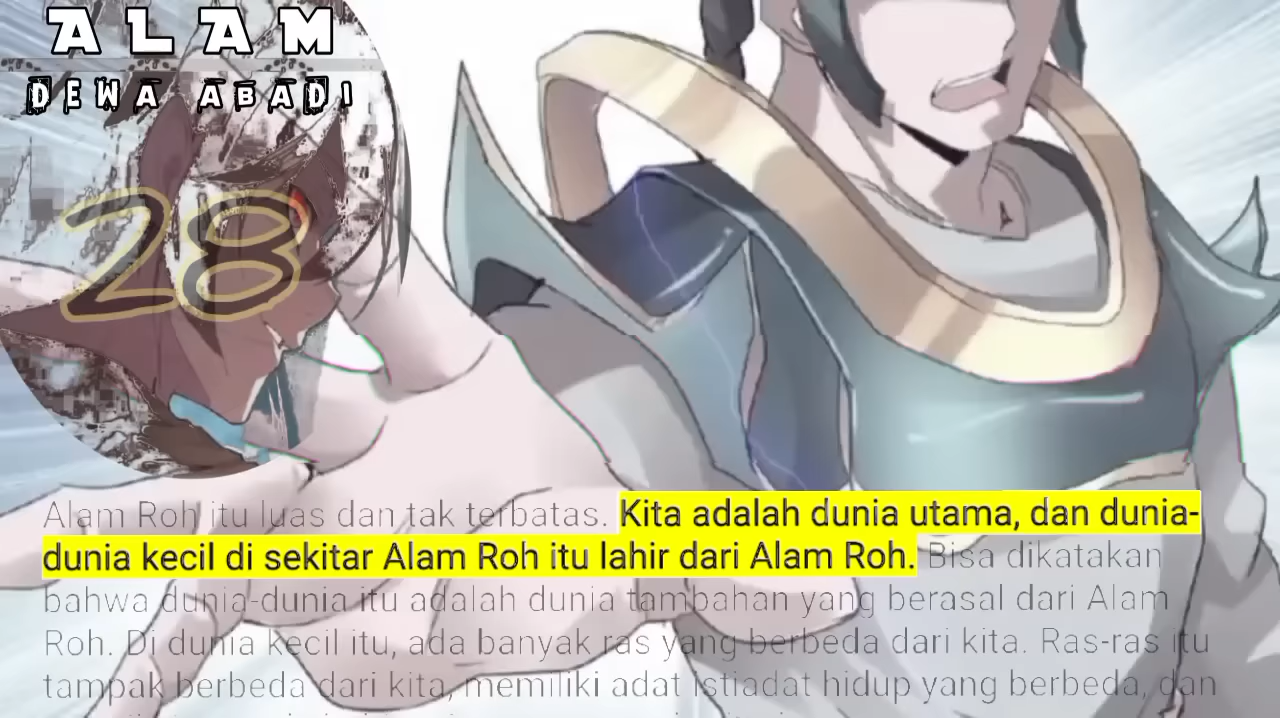 ALAM
DEWA ABADI
28
Alam Roh itu luas dan tak terbatas. Kita adalah dunia utama, dan dunia-
dunia kecil di sekitar Alam Roh itu lahir dari Alam Roh. Bisa dikatakan
bahwa dunia-dunia itu adalah dunia tambahan yang berasal dari Alam
Roh. Di dunia kecil itu, ada banyak ras yang berbeda dari kita. Ras-ras itu
tampak berbeda dari kita, memiliki adat istiadat hidup yang berbeda, dan